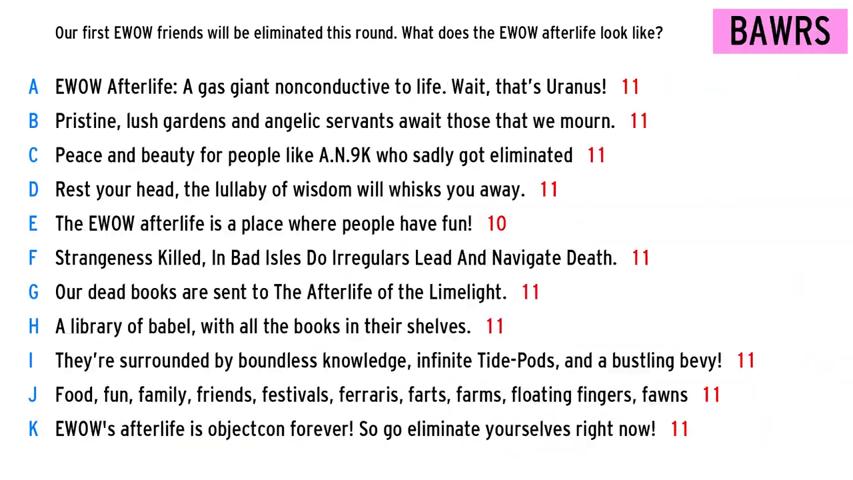 Our first EWOW friends will be eliminated this round. What does the EWOW afterlife look like?
BAWRS
A EWOW Afterlife: A gas giant nonconductive to life. Wait, that's Uranus! 11
B Pristine, lush gardens and angelic servants await those that we mourn. 11
C Peace and beauty for people like A.N.9K who sadly got eliminated 11
D Rest your head, the lullaby of wisdom will whisks you away. 11
E The EWOW afterlife is a place where people have fun! 10
F Strangeness Killed, In Bad Isles Do Irregulars Lead And Navigate Death. 11
G Our dead books are sent to The Afterlife of the Limelight. 11
H A library of babel, with all the books in their shelves. 11
I They're surrounded by boundless knowledge, infinite Tide-Pods, and a bustling bevy! 11
J Food, fun, family, friends, festivals, ferraris, farts, farms, floating fingers, fawns 11
K EWOW's afterlife is objectcon forever! So go eliminate yourselves right now! 11